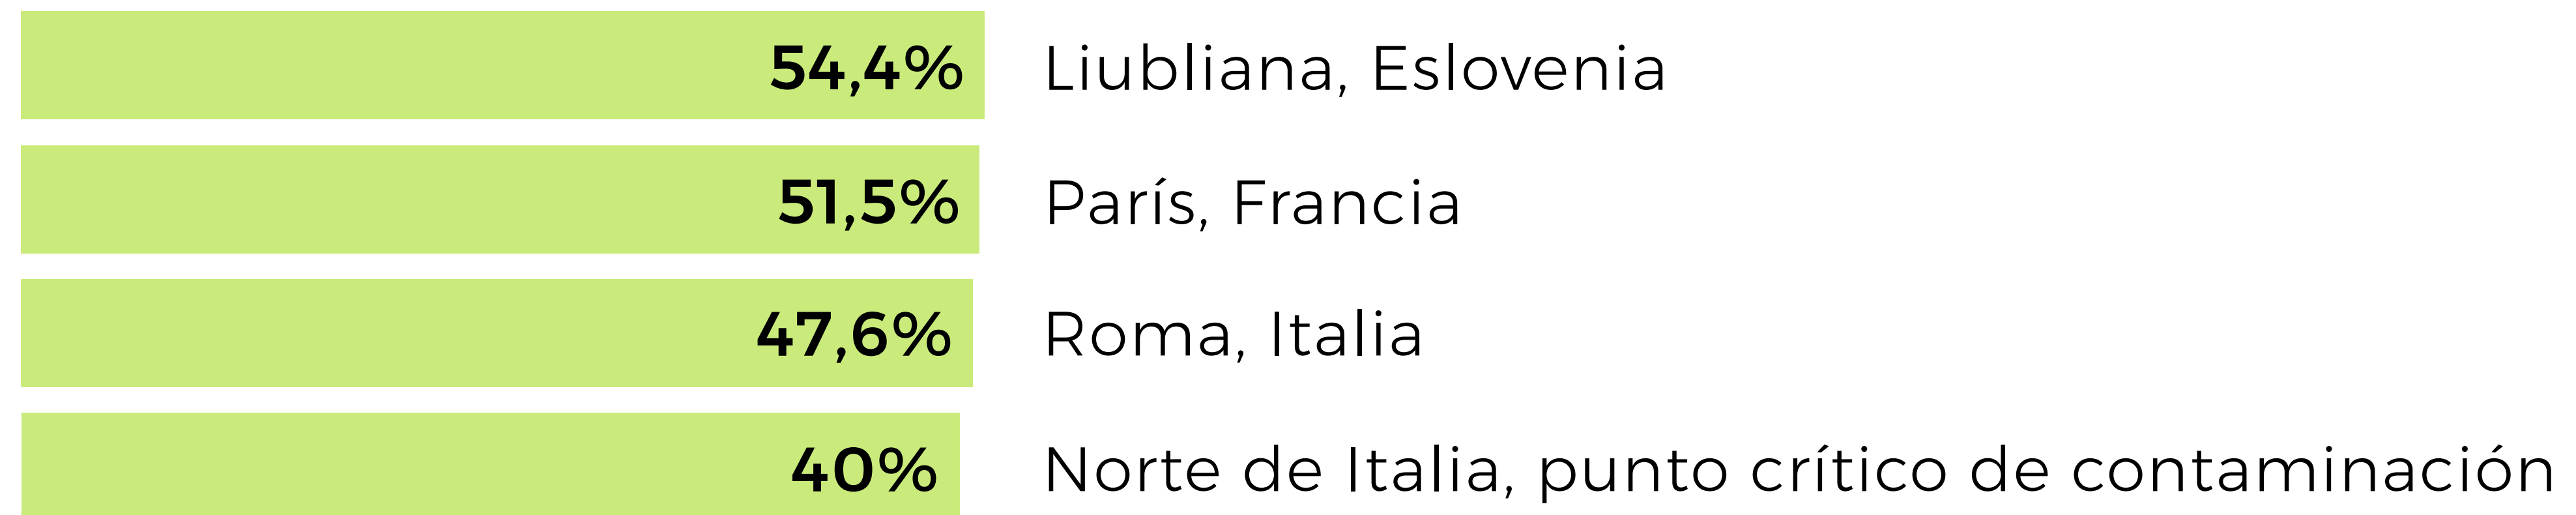 54,4% Liubliana, Eslovenia
51,5% París, Francia
47,6% Roma, Italia
40% Norte de Italia, punto crítico de contaminación